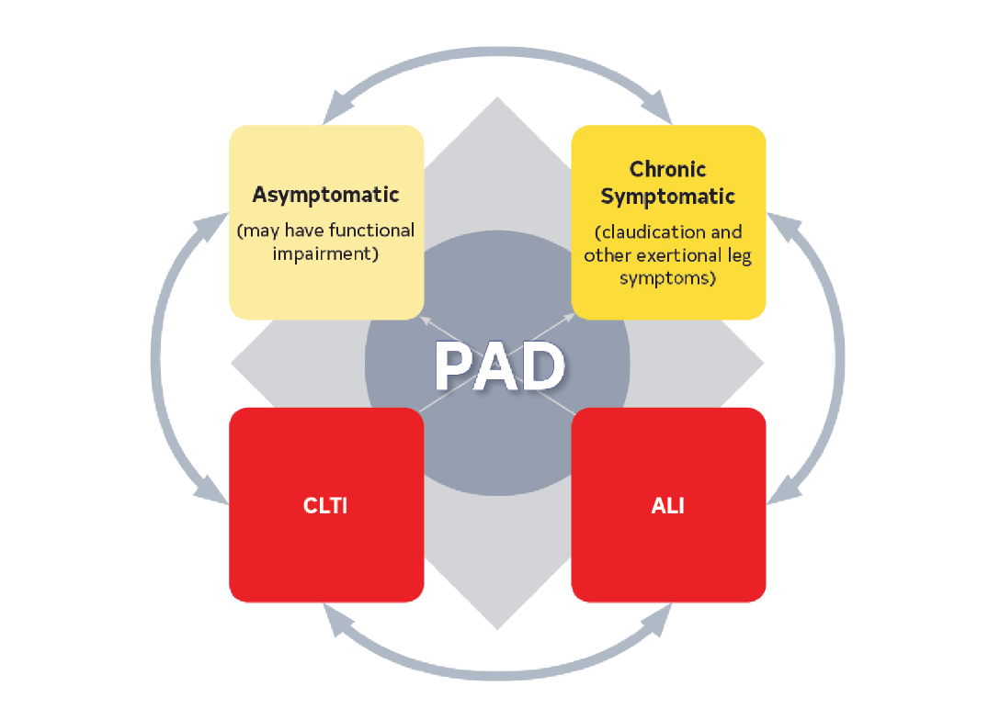 Asymptomatic
(may have functional
impairment)
Chronic
Symptomatic
(claudication and
other exertional leg
symptoms)
PAD
CLTI
ALI